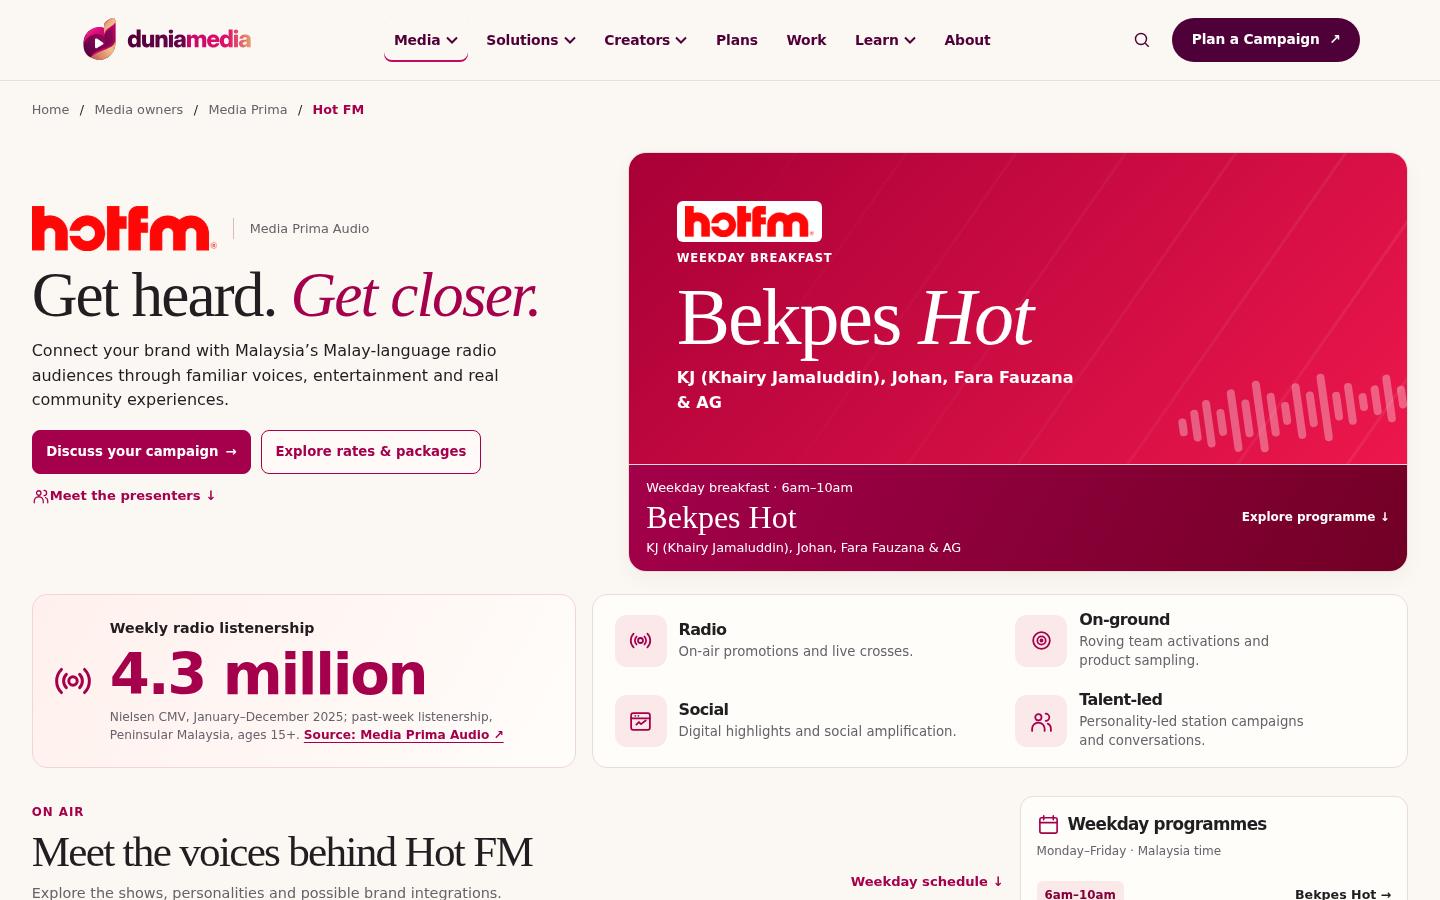 duniamedia
Media
Solutions
Creators
Plans
Work
Learn
About
Plan a Campaign ↗
Home / Media owners / Media Prima / Hot FM
hotfm®
Media Prima Audio
Get heard. Get closer.
Connect your brand with Malaysia’s Malay-language radio
audiences through familiar voices, entertainment and real
community experiences.
Discuss your campaign →
Explore rates & packages
Meet the presenters ↓
hotfm
WEEKDAY BREAKFAST
Bekpes Hot
KJ (Khairy Jamaluddin), Johan, Fara Fauzana
& AG
Weekday breakfast · 6am–10am
Bekpes Hot
KJ (Khairy Jamaluddin), Johan, Fara Fauzana & AG
Explore programme ↓
Weekly radio listenership
4.3 million
Nielsen CMV, January–December 2025; past-week listenership,
Peninsular Malaysia, ages 15+. Source: Media Prima Audio ↗
Radio
On-air promotions and live crosses.
On-ground
Roving team activations and
product sampling.
Social
Digital highlights and social amplification.
Talent-led
Personality-led station campaigns
and conversations.
ON AIR
Meet the voices behind Hot FM
Explore the shows, personalities and possible brand integrations.
Weekday schedule ↓
Weekday programmes
Monday–Friday · Malaysia time
6am–10am
Bekpes Hot →